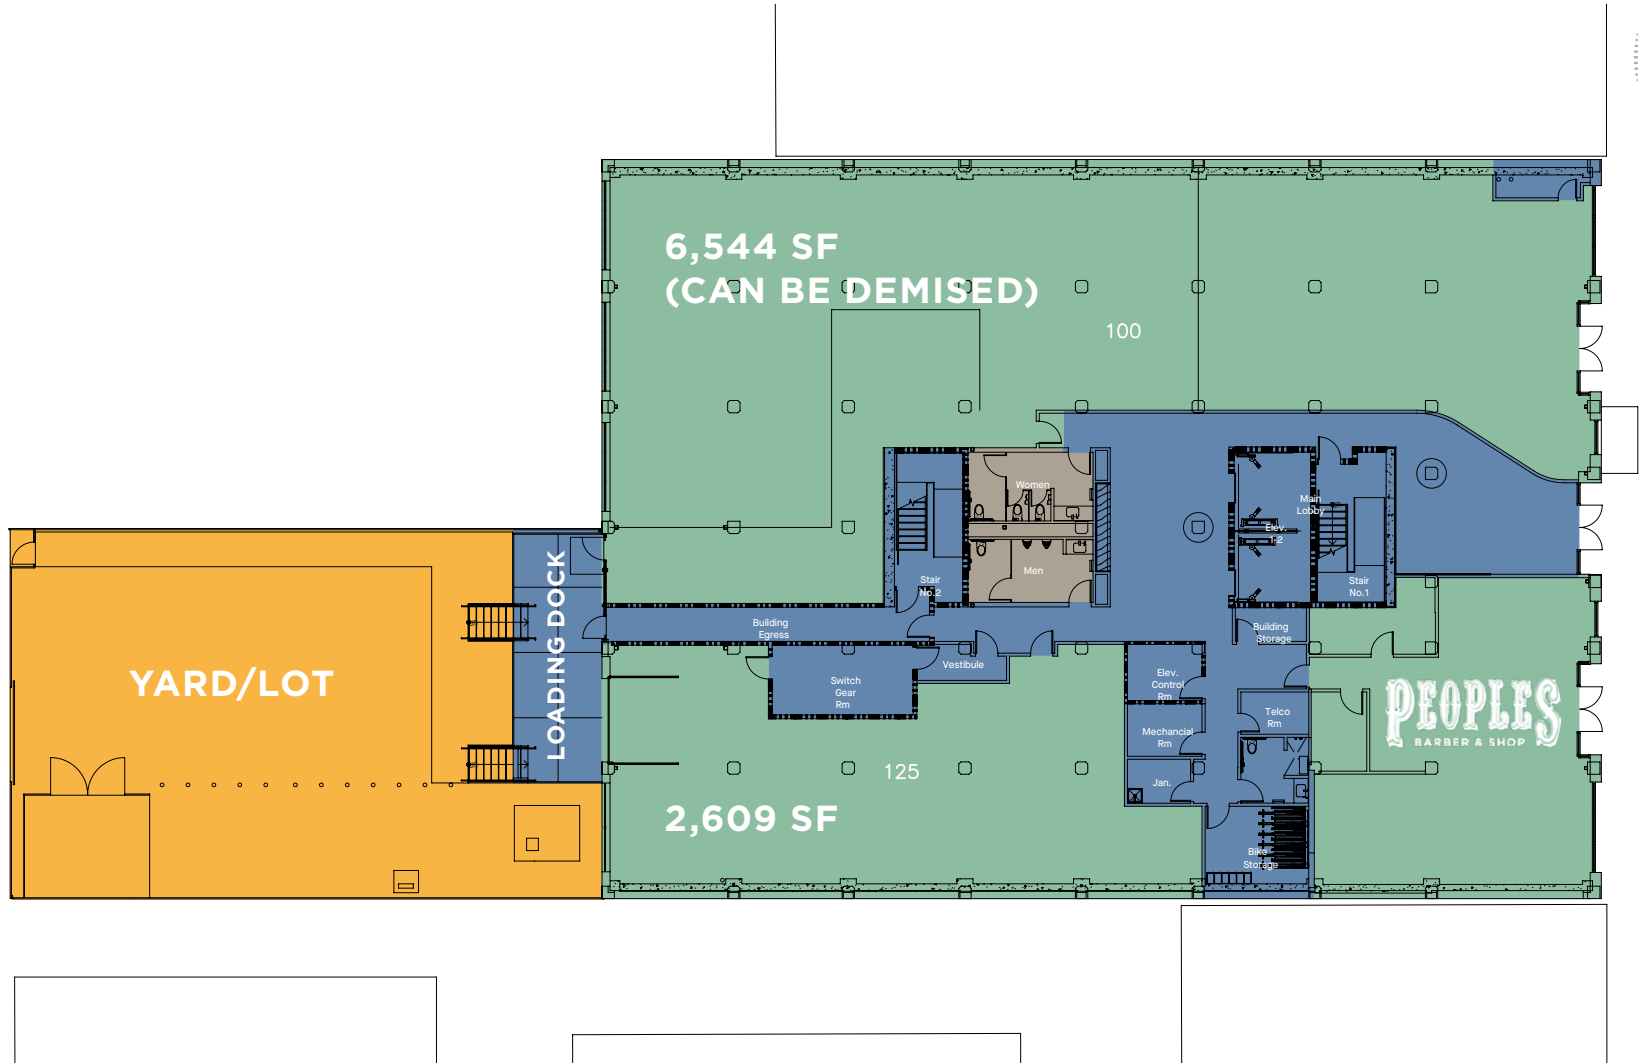 6,544 SF
(CAN BE DEMISED)
100
Women
Men
Stair
No.2
Main
Lobby
Elev.
1-2
Stair
No.1
Building
Egress
Building
Storage
Vestibule
Switch
Gear
Rm
Elev.
Control
Rm
Mechancial
Rm
Telco
Rm
Jan.
Bike
Storage
LOADING DOCK
YARD/LOT
125
2,609 SF
PEOPLES
BARBER & SHOP